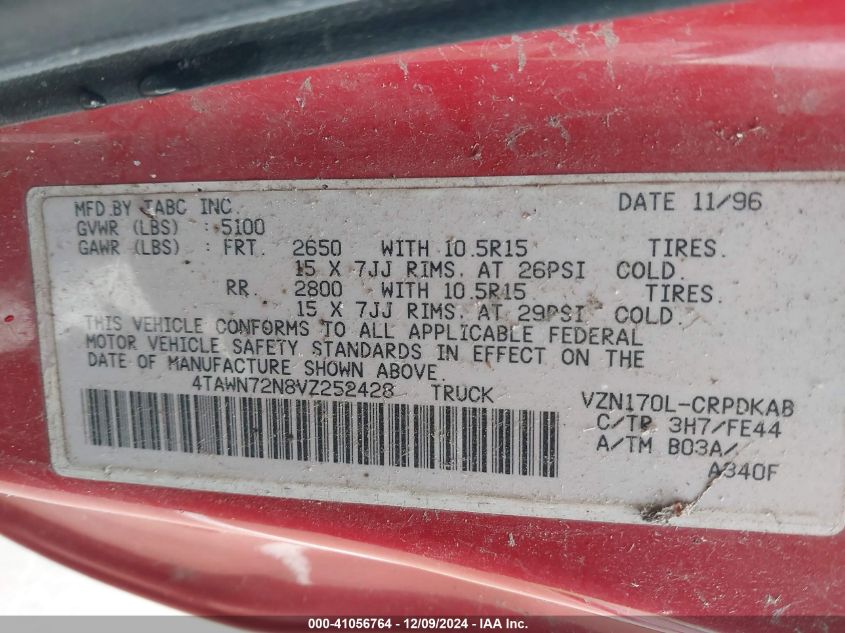 MFD.BY TABC INC. DATE 11/96
GVWR (LBS) : 5100
GAWR (LBS) : FRT. 2650 WITH 10.5R15 TIRES.
15 X 7JJ RIMS. AT 26PSI COLD.
RR. 2800 WITH 10.5R15 TIRES.
15 X 7JJ RIMS. AT 29PSI COLD.
THIS VEHICLE CONFORMS TO ALL APPLICABLE FEDERAL
MOTOR VEHICLE SAFETY STANDARDS IN EFFECT ON THE
DATE OF MANUFACTURE SHOWN ABOVE.
4TAWN72N8VZ252428 TRUCK
VZN170L-CRPDKAB
C/TR 3H7/FE44
A/TM B03A/
A340F
000-41056764 - 12/09/2024 - IAA Inc.